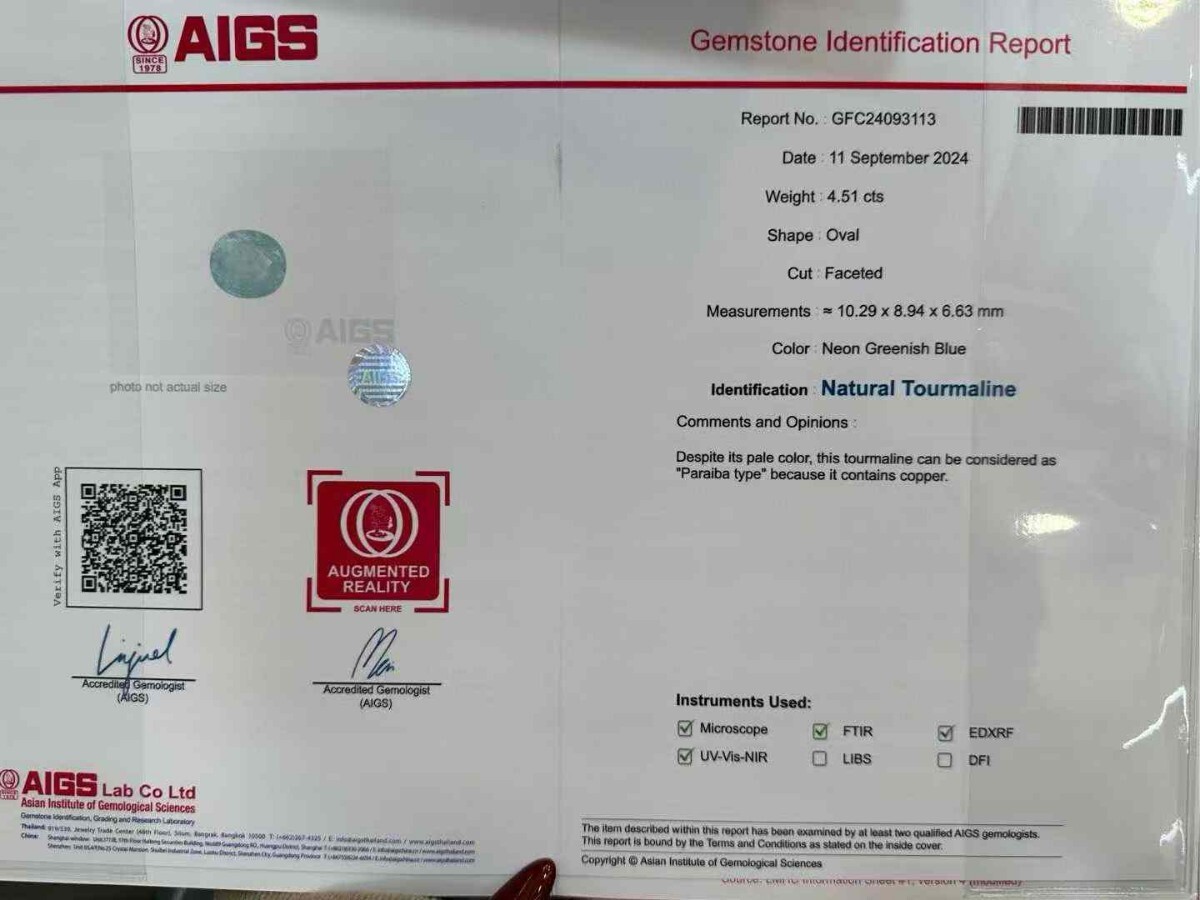 AIGS
SINCE
1978
Gemstone Identification Report
Report No. : GFC24093113
Date : 11 September 2024
Weight : 4.51 cts
Shape : Oval
Cut : Faceted
Measurements : ≈ 10.29 x 8.94 x 6.63 mm
Color : Neon Greenish Blue
Identification : Natural Tourmaline
Comments and Opinions :
Despite its pale color, this tourmaline can be considered as
"Paraiba type" because it contains copper.
AIGS
AIGS
photo not actual size
Verify with AIGS App
AUGMENTED
REALITY
SCAN HERE
Accredited Gemologist
(AIGS)
Accredited Gemologist
(AIGS)
Instruments Used:
Microscope FTIR EDXRF
UV-Vis-NIR LIBS DFI
AIGS Lab Co Ltd
Asian Institute of Gemological Sciences
Gemstone Identification, Grading and Research Laboratory
The item described within this report has been examined by at least two qualified AIGS gemologists.
This report is bound by the Terms and Conditions as stated on the inside cover.
Copyright © Asian Institute of Gemological Sciences